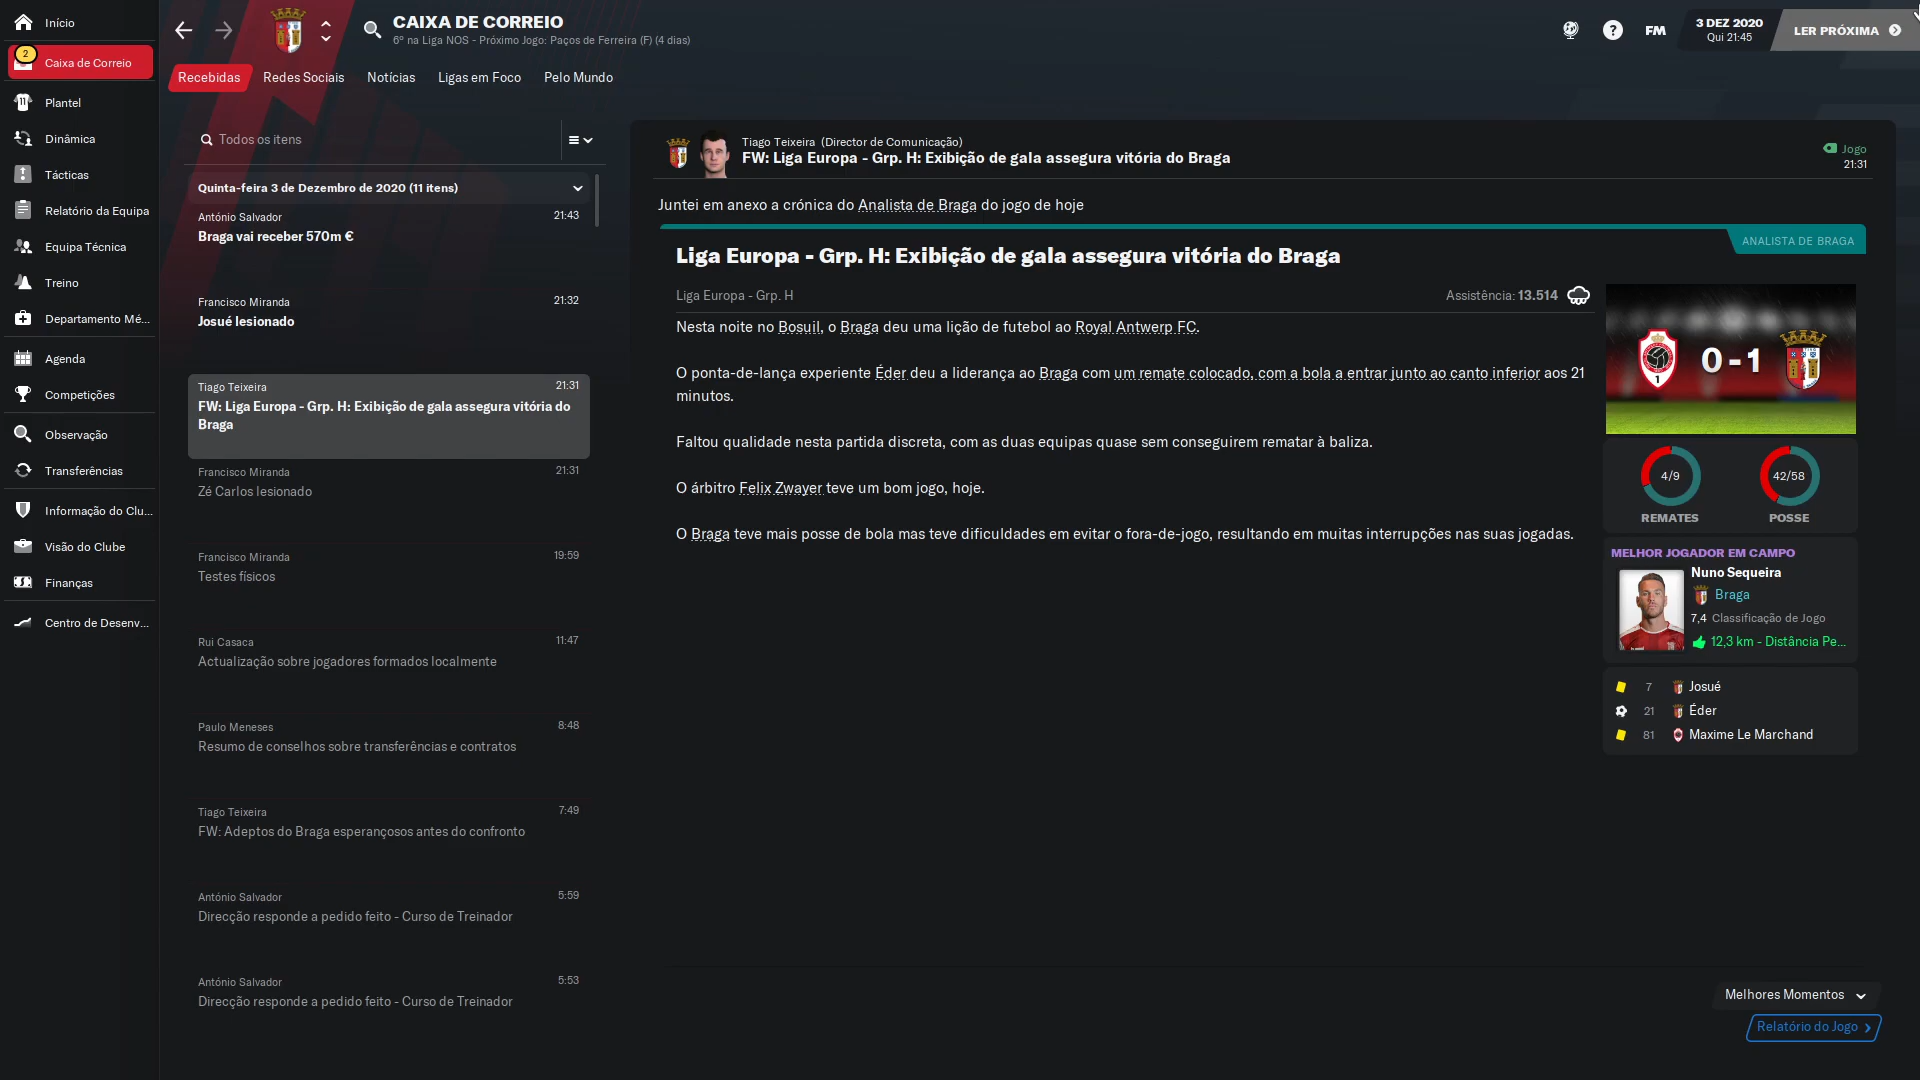 Início
2
Caixa de Correio
Plantel
Dinâmica
Tácticas
Relatório da Equipa
Equipa Técnica
Treino
Departamento Mé...
Agenda
Competições
Observação
Transferências
Informação do Clu...
Visão do Clube
Finanças
Centro de Desenv...
CAIXA DE CORREIO
6º na Liga NOS - Próximo Jogo: Paços de Ferreira (F) (4 dias)
FM
3 DEZ 2020
Qui 21:45
LER PRÓXIMA
Recebidas Redes Sociais Notícias Ligas em Foco Pelo Mundo
Todos os itens
Quinta-feira 3 de Dezembro de 2020 (11 itens)
António Salvador 21:43
Braga vai receber 570m €
Francisco Miranda 21:32
Josué lesionado
Tiago Teixeira 21:31
FW: Liga Europa - Grp. H: Exibição de gala assegura vitória do
Braga
Francisco Miranda 21:31
Zé Carlos lesionado
Francisco Miranda 19:59
Testes físicos
Rui Casaca 11:47
Actualização sobre jogadores formados localmente
Paulo Meneses 8:48
Resumo de conselhos sobre transferências e contratos
Tiago Teixeira 7:49
FW: Adeptos do Braga esperançosos antes do confronto
António Salvador 5:59
Direcção responde a pedido feito - Curso de Treinador
António Salvador 5:53
Direcção responde a pedido feito - Curso de Treinador
Tiago Teixeira (Director de Comunicação)
FW: Liga Europa - Grp. H: Exibição de gala assegura vitória do Braga
Jogo
21:31
Juntei em anexo a crónica do Analista de Braga do jogo de hoje
ANALISTA DE BRAGA
Liga Europa - Grp. H: Exibição de gala assegura vitória do Braga
Liga Europa - Grp. H Assistência: 13.514
Nesta noite no Bosuil, o Braga deu uma lição de futebol ao Royal Antwerp FC.
O ponta-de-lança experiente Éder deu a liderança ao Braga com um remate colocado, com a bola a entrar junto ao canto inferior aos 21
minutos.
Faltou qualidade nesta partida discreta, com as duas equipas quase sem conseguirem rematar à baliza.
O árbitro Felix Zwayer teve um bom jogo, hoje.
O Braga teve mais posse de bola mas teve dificuldades em evitar o fora-de-jogo, resultando em muitas interrupções nas suas jogadas.
0 - 1
4/9 42/58
REMATES POSSE
MELHOR JOGADOR EM CAMPO
Nuno Sequeira
Braga
7,4 Classificação de Jogo
12,3 km - Distância Pe...
7 Josué
21 Éder
81 Maxime Le Marchand
Melhores Momentos
Relatório do Jogo